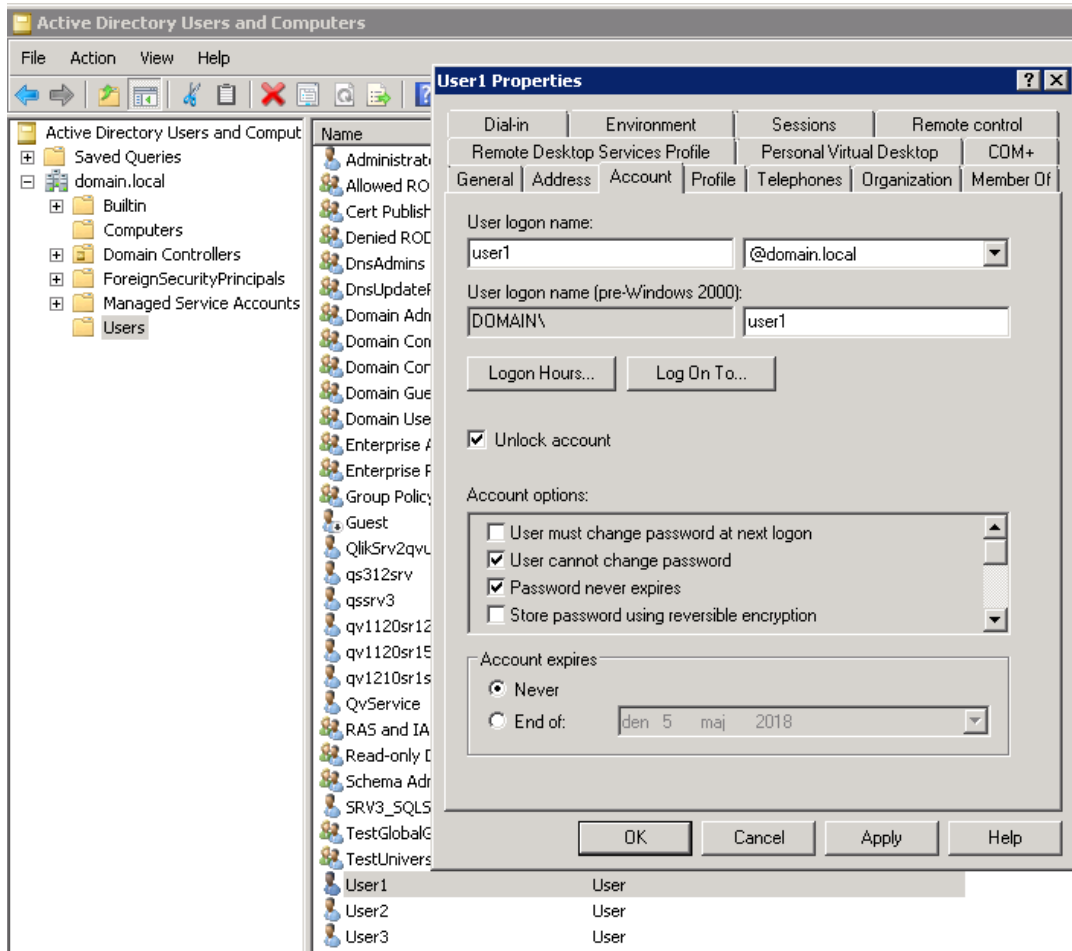 Active Directory Users and Computers
File Action View Help
Active Directory Users and Comput
Saved Queries
domain.local
Builtin
Computers
Domain Controllers
ForeignSecurityPrincipals
Managed Service Accounts
Users
Name
Administrat
Allowed RO
Cert Publish
Denied ROD
DnsAdmins
DnsUpdateP
Domain Adm
Domain Com
Domain Con
Domain Gue
Domain Use
Enterprise A
Enterprise R
Group Policy
Guest
QlikSrv2qvu
qs312srv
qssrv3
qv1120sr12
qv1120sr15
qv1210sr1s
QvService
RAS and IA
Read-only D
Schema Adm
SRV3_SQLS
TestGlobalG
TestUnivers
User1 User
User2 User
User3 User
User1 Properties
Dial-in Environment Sessions Remote control
Remote Desktop Services Profile Personal Virtual Desktop COM+
General Address Account Profile Telephones Organization Member Of
User logon name:
user1 @domain.local
User logon name (pre-Windows 2000):
DOMAIN\ user1
Logon Hours... Log On To...
Unlock account
Account options:
User must change password at next logon
User cannot change password
Password never expires
Store password using reversible encryption
Account expires
Never
End of: den 5 maj 2018
OK Cancel Apply Help